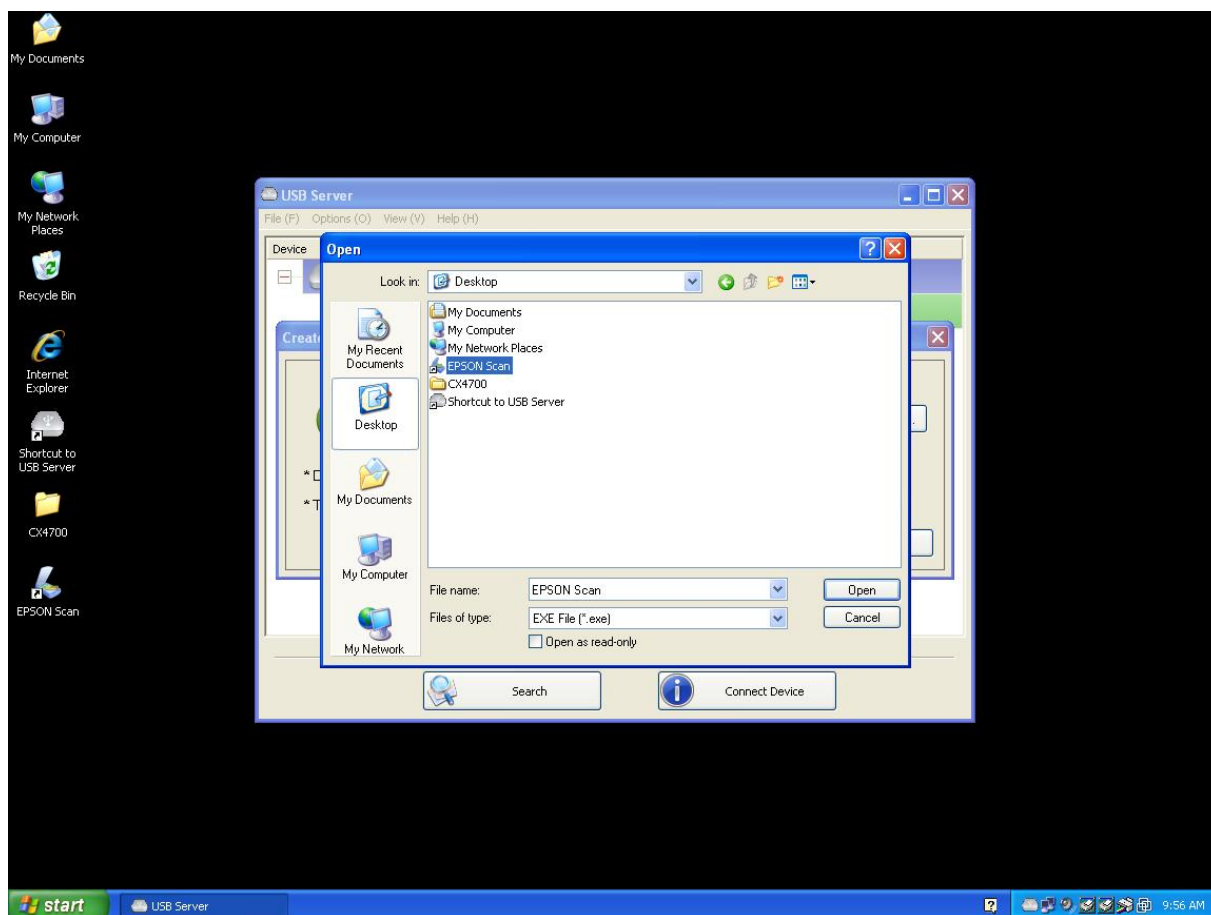 My Documents
My Computer
My Network
Places
Recycle Bin
Internet
Explorer
Shortcut to
USB Server
CX4700
EPSON Scan
USB Server
File (F) Options (O) View (V) Help (H)
Device
Open
Look in: Desktop
My Recent
Documents
Desktop
My Documents
My Computer
My Network
My Documents
My Computer
My Network Places
EPSON Scan
CX4700
Shortcut to USB Server
File name: EPSON Scan Open
Files of type: EXE File (*.exe) Cancel
Open as read-only
Search Connect Device
start USB Server 9:56 AM